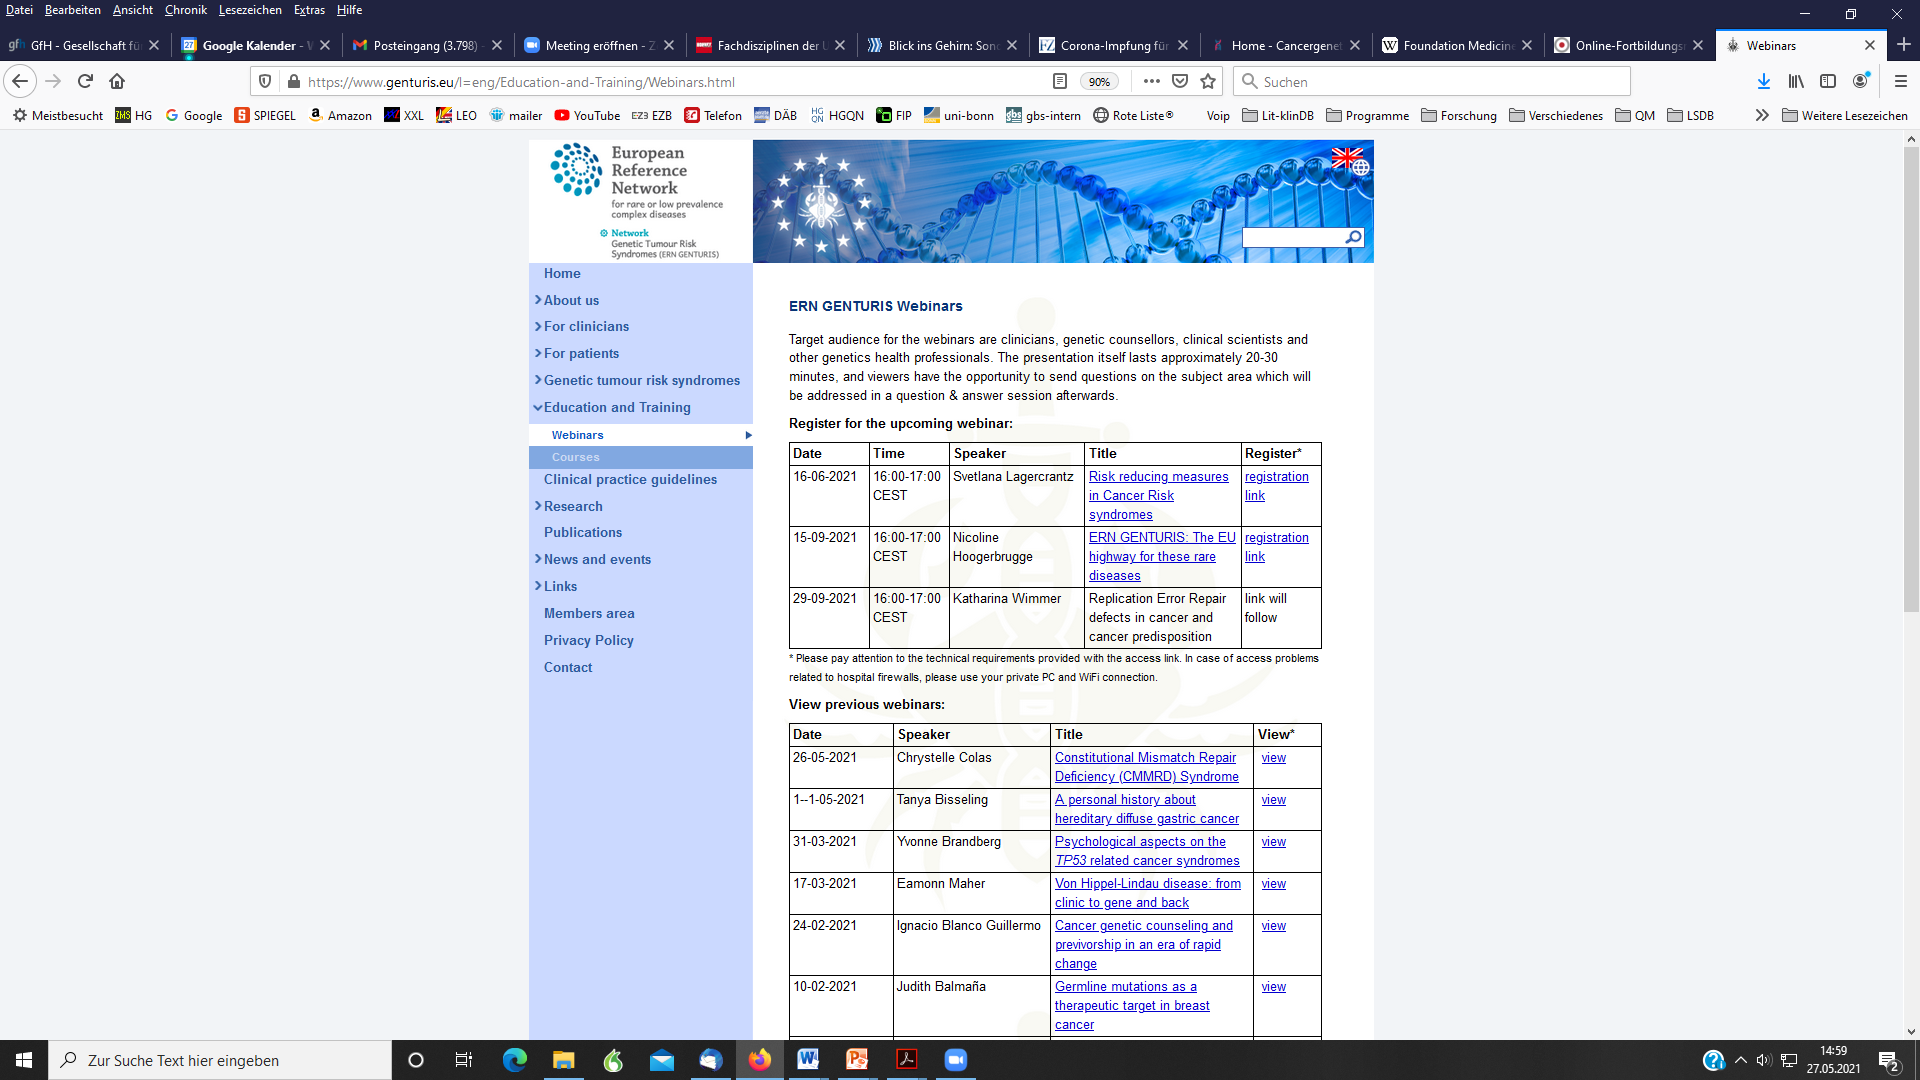 Datei Bearbeiten Ansicht Chronik Lesezeichen Extras Hilfe
GfH - Gesellschaft fü
Google Kalender -
Posteingang (3.798) -
Meeting eröffnen - Z
Fachdisziplinen der U
Blick ins Gehirn: Son
Corona-Impfung für
Home - Cancergene
Foundation Medicine
Online-Fortbildungs
Webinars
https://www.genturis.eu/l=eng/Education-and-Training/Webinars.html
90%
Suchen
Meistbesucht
ZMS HG
Google
SPIEGEL
Amazon
XXL
LEO
mailer
YouTube
EZ3 EZB
Telefon
DÄB
HGQN
FIP
uni-bonn
gbs-intern
Rote Liste®
Voip
Lit-klinDB
Programme
Forschung
Verschiedenes
QM
LSDB
Weitere Lesezeichen
European
Reference
Network
for rare or low prevalence
complex diseases
Network
Genetic Tumour Risk
Syndromes (ERN GENTURIS)
Home
About us
For clinicians
For patients
Genetic tumour risk syndromes
Education and Training
Webinars
Courses
Clinical practice guidelines
Research
Publications
News and events
Links
Members area
Privacy Policy
Contact
ERN GENTURIS Webinars
Target audience for the webinars are clinicians, genetic counsellors, clinical scientists and
other genetics health professionals. The presentation itself lasts approximately 20-30
minutes, and viewers have the opportunity to send questions on the subject area which will
be addressed in a question & answer session afterwards.
Register for the upcoming webinar:
Date Time Speaker Title Register*
16-06-2021 16:00-17:00 Svetlana Lagercrantz Risk reducing measures registration
CEST in Cancer Risk link
syndromes
15-09-2021 16:00-17:00 Nicoline ERN GENTURIS: The EU registration
CEST Hoogerbrugge highway for these rare link
diseases
29-09-2021 16:00-17:00 Katharina Wimmer Replication Error Repair link will
CEST defects in cancer and follow
cancer predisposition
* Please pay attention to the technical requirements provided with the access link. In case of access problems
related to hospital firewalls, please use your private PC and WiFi connection.
View previous webinars:
Date Speaker Title View*
26-05-2021 Chrystelle Colas Constitutional Mismatch Repair view
Deficiency (CMMRD) Syndrome
1--1-05-2021 Tanya Bisseling A personal history about view
hereditary diffuse gastric cancer
31-03-2021 Yvonne Brandberg Psychological aspects on the view
TP53 related cancer syndromes
17-03-2021 Eamonn Maher Von Hippel-Lindau disease: from view
clinic to gene and back
24-02-2021 Ignacio Blanco Guillermo Cancer genetic counseling and view
previvorship in an era of rapid
change
10-02-2021 Judith Balmaña Germline mutations as a view
therapeutic target in breast
cancer
Zur Suche Text hier eingeben
14:59
27.05.2021
2